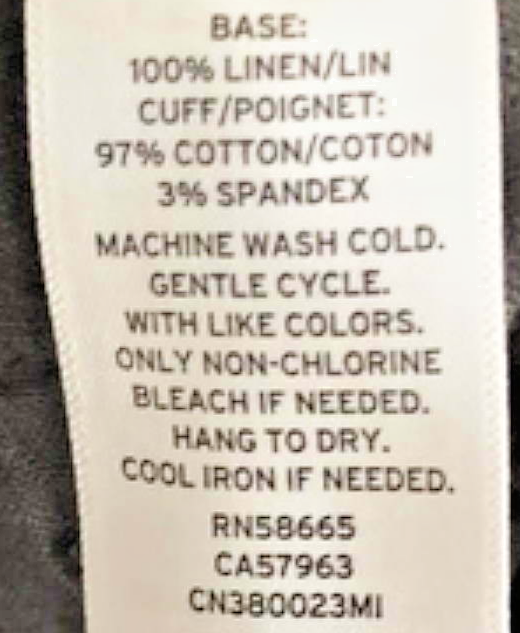 BASE:
100% LINEN/LIN
CUFF/POIGNET:
97% COTTON/COTON
3% SPANDEX
MACHINE WASH COLD.
GENTLE CYCLE.
WITH LIKE COLORS.
ONLY NON-CHLORINE
BLEACH IF NEEDED.
HANG TO DRY.
COOL IRON IF NEEDED.
RN58665
CA57963
CN380023MI